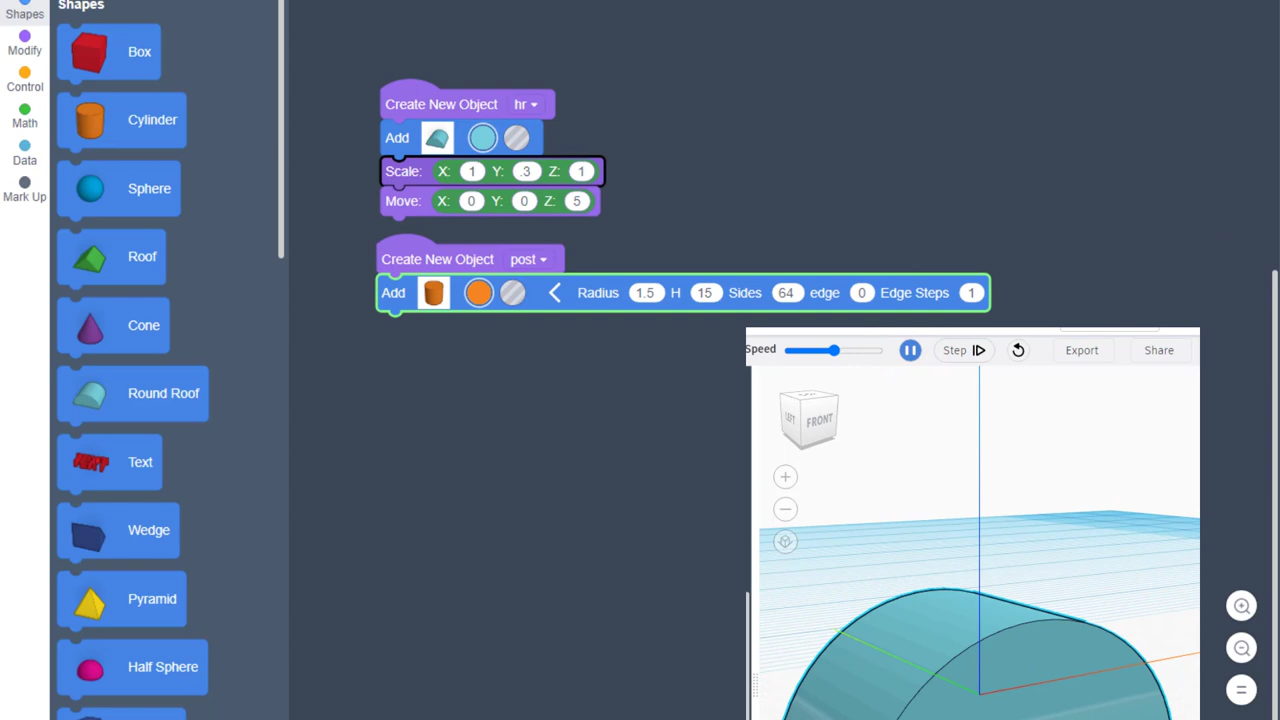 Shapes
Shapes
Modify
Control
Math
Data
Mark Up
Box
Cylinder
Sphere
Roof
Cone
Round Roof
Text
Wedge
Pyramid
Half Sphere
Create New Object hr
Add
Scale: X: 1 Y: .3 Z: 1
Move: X: 0 Y: 0 Z: 5
Create New Object post
Add Radius 1.5 H 15 Sides 64 edge 0 Edge Steps 1
Speed Step Export Share
FRONT